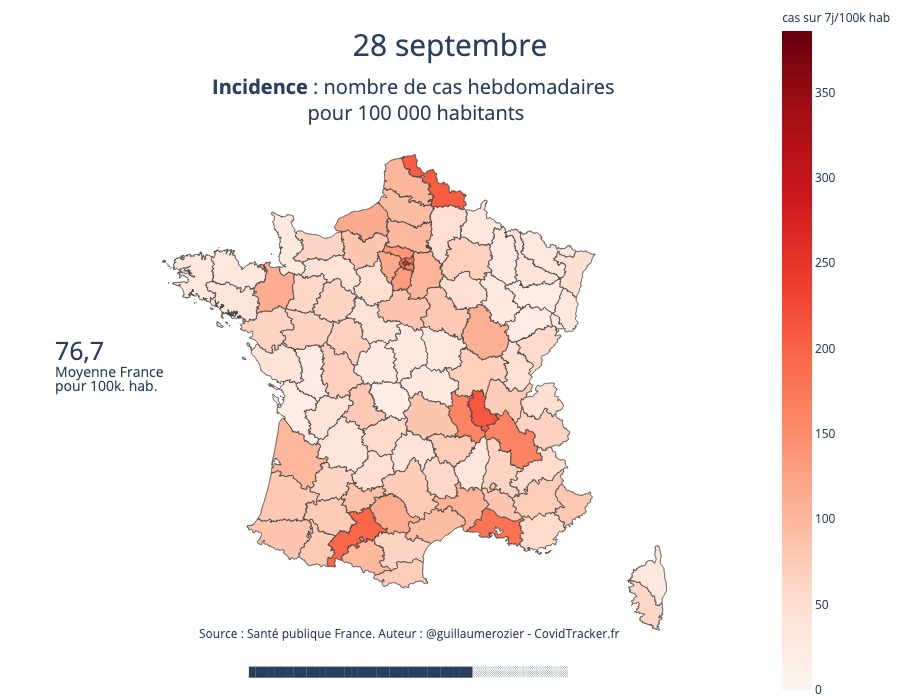 cas sur 7j/100k hab
28 septembre
Incidence : nombre de cas hebdomadaires
pour 100 000 habitants
350
300
250
200
150
100
50
0
76,7
Moyenne France
pour 100k. hab.
Source : Santé publique France. Auteur : @guillaumerozier - CovidTracker.fr